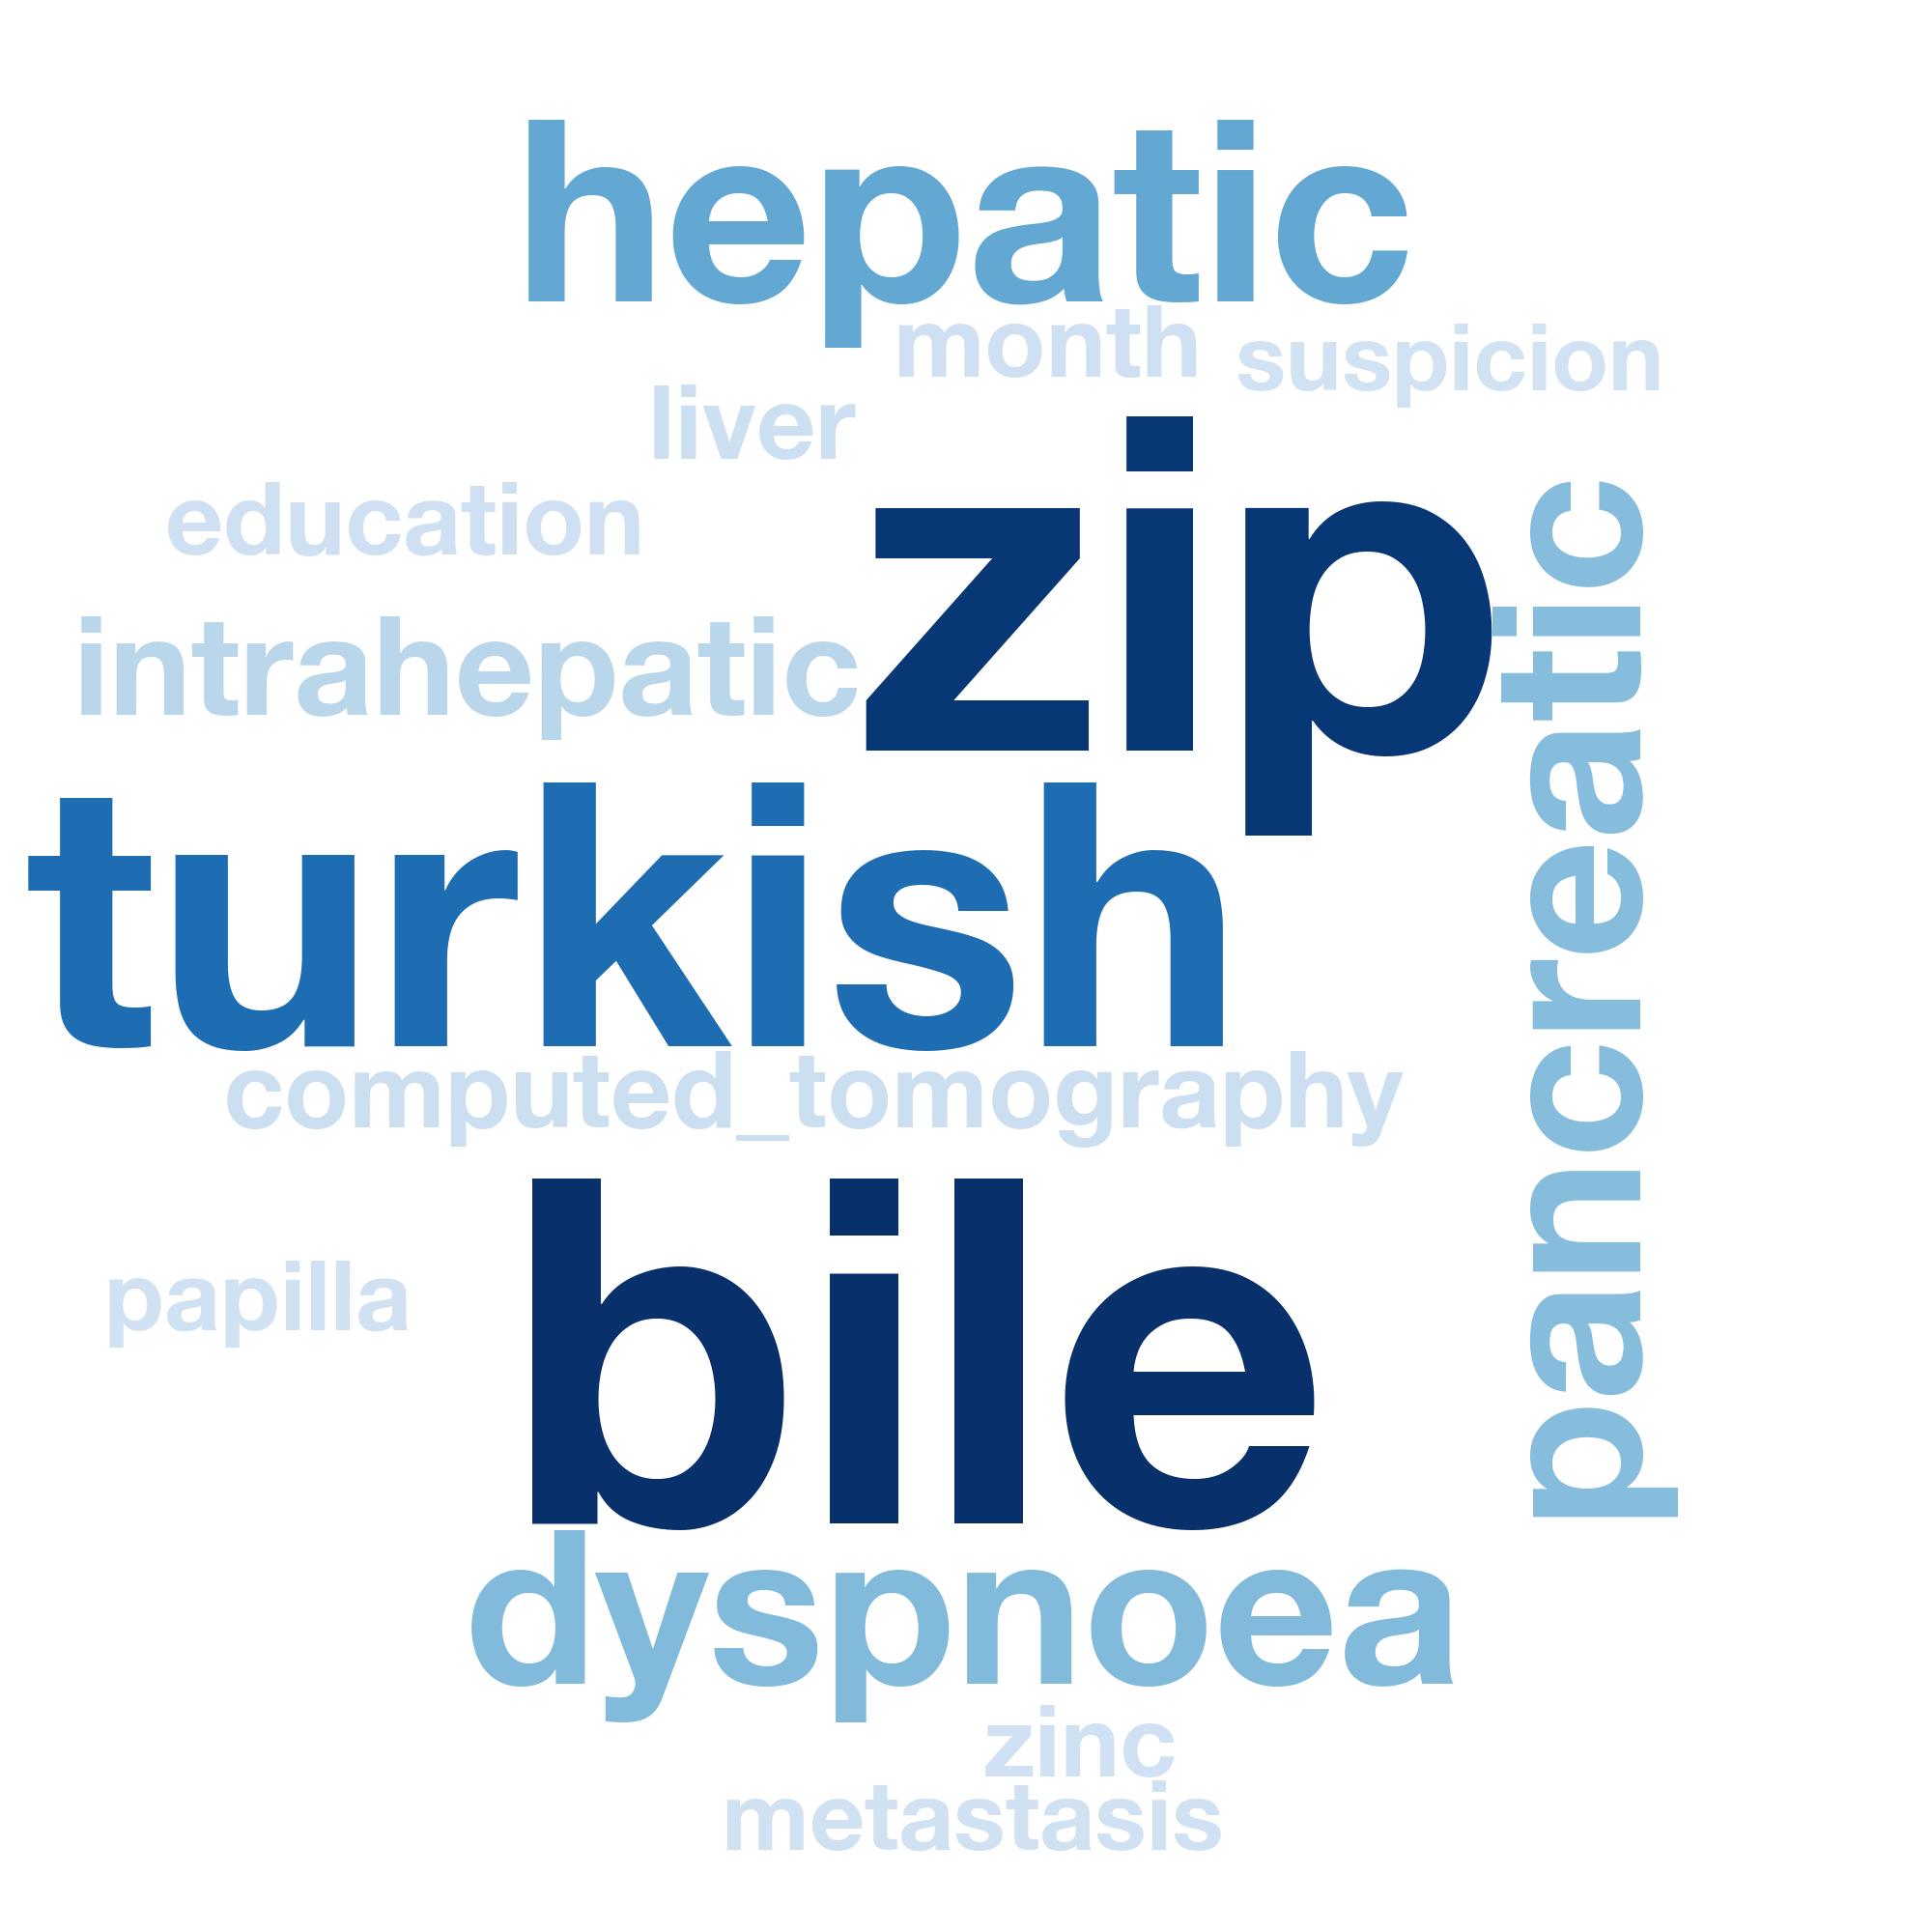 hepatic
month
suspicion
liver
zip
education
pancreatic
intrahepatic
turkish
computed_tomography
bile
papilla
dyspnoea
zinc
metastasis